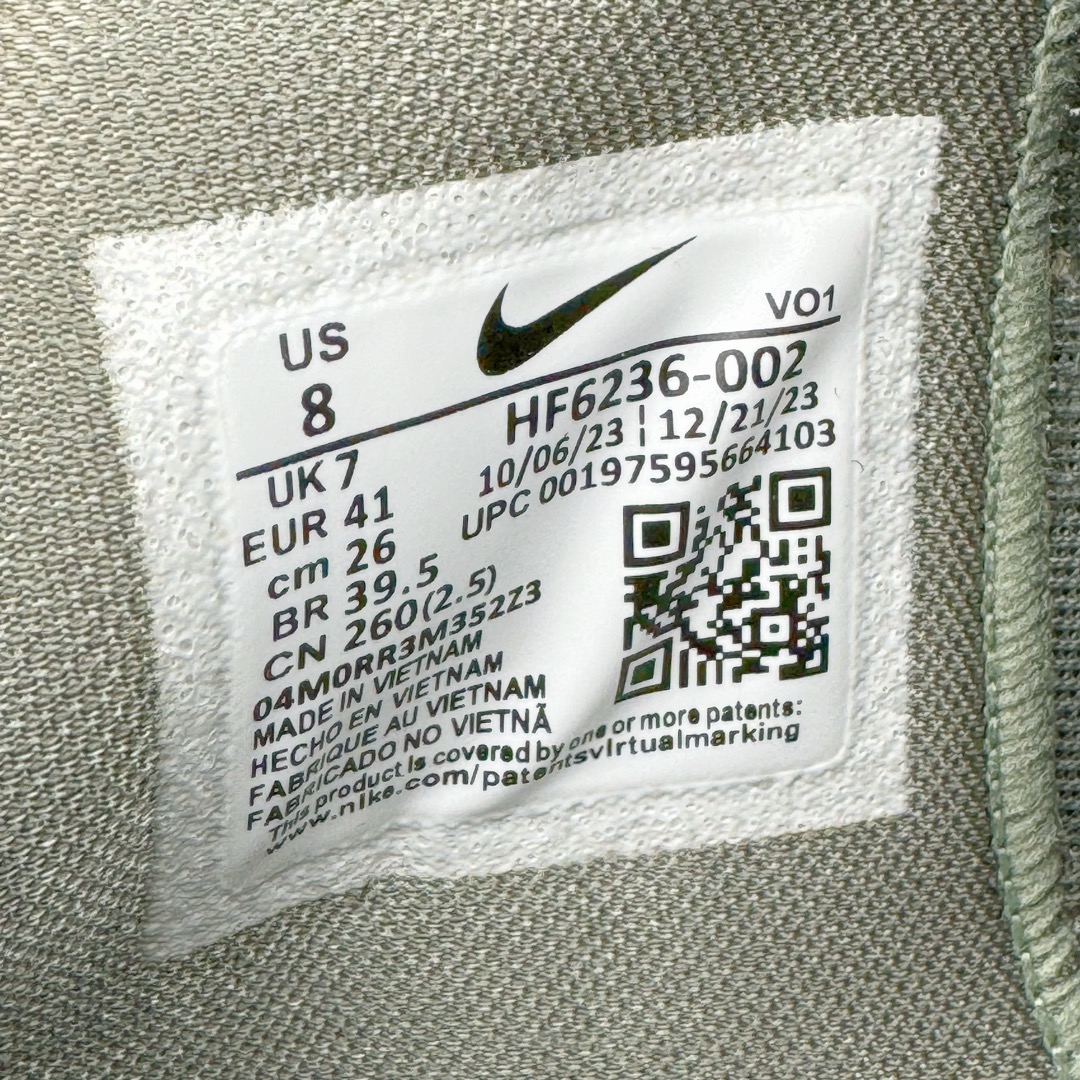 US
8
VO1
UK 7
HF6236-002
EUR 41
10/06/23 | 12/21/23
cm 26
UPC 00197595664103
BR 39.5
CN 260(2.5)
04M0RR3M352Z3
MADE IN VIETNAM
HECHO EN VIETNAM
FABRIQUE AU VIETNAM
FABRICADO NO VIETNÃ
This product is covered by one or more patents:
www.nike.com/patentsvirtualmarking